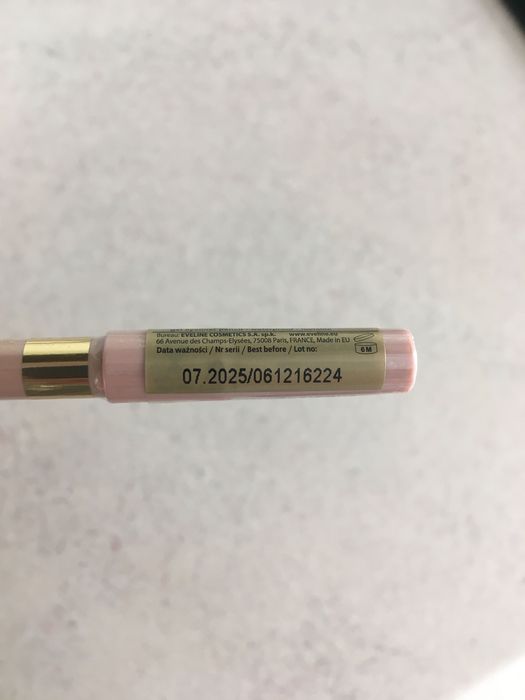 Bureau: EVELINE COSMETICS S.A. sp.k. www.eveline.eu
66 Avenue des Champs-Elysées, 75008 Paris, FRANCE, Made in EU
Data ważności / Nr serii / Best before / Lot no:
6M
07.2025/061216224